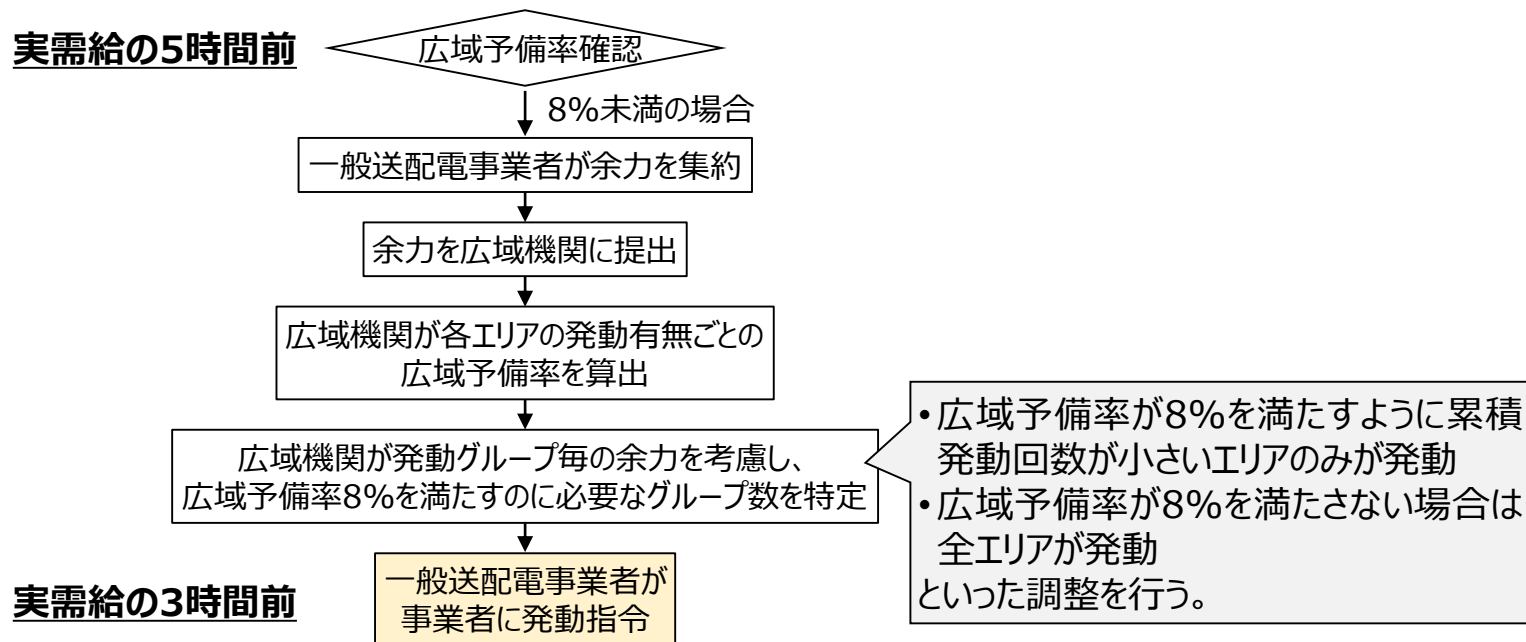 実需給の5時間前
広域予備率確認
8%未満の場合
一般送配電事業者が余力を集約
余力を広域機関に提出
広域機関が各エリアの発動有無ごとの
広域予備率を算出
広域機関が発動グループ毎の余力を考慮し、
広域予備率8%を満たすのに必要なグループ数を特定
•広域予備率が8%を満たすように累積
発動回数が小さいエリアのみが発動
•広域予備率が8%を満たさない場合は
全エリアが発動
といった調整を行う。
実需給の3時間前
一般送配電事業者が
事業者に発動指令